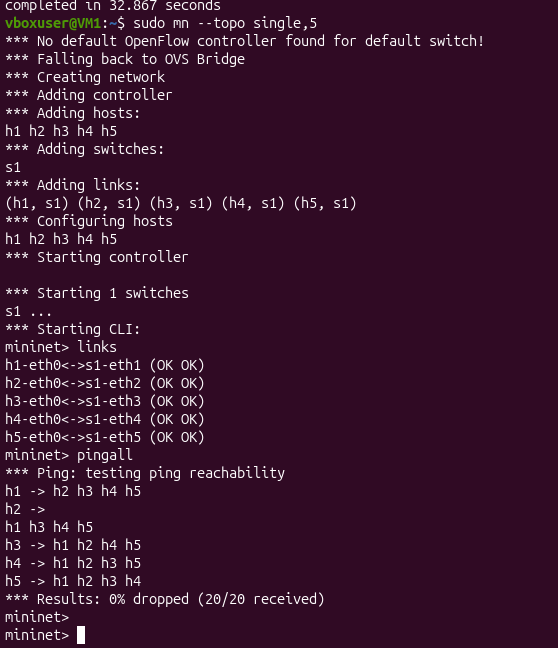 completed in 32.867 seconds
vboxuser@VM1:~$ sudo mn --topo single,5
*** No default OpenFlow controller found for default switch!
*** Falling back to OVS Bridge
*** Creating network
*** Adding controller
*** Adding hosts:
h1 h2 h3 h4 h5
*** Adding switches:
s1
*** Adding links:
(h1, s1) (h2, s1) (h3, s1) (h4, s1) (h5, s1)
*** Configuring hosts
h1 h2 h3 h4 h5
*** Starting controller

*** Starting 1 switches
s1 ...
*** Starting CLI:
mininet> links
h1-eth0<->s1-eth1 (OK OK)
h2-eth0<->s1-eth2 (OK OK)
h3-eth0<->s1-eth3 (OK OK)
h4-eth0<->s1-eth4 (OK OK)
h5-eth0<->s1-eth5 (OK OK)
mininet> pingall
*** Ping: testing ping reachability
h1 -> h2 h3 h4 h5
h2 ->
h1 h3 h4 h5
h3 -> h1 h2 h4 h5
h4 -> h1 h2 h3 h5
h5 -> h1 h2 h3 h4
*** Results: 0% dropped (20/20 received)
mininet>
mininet>